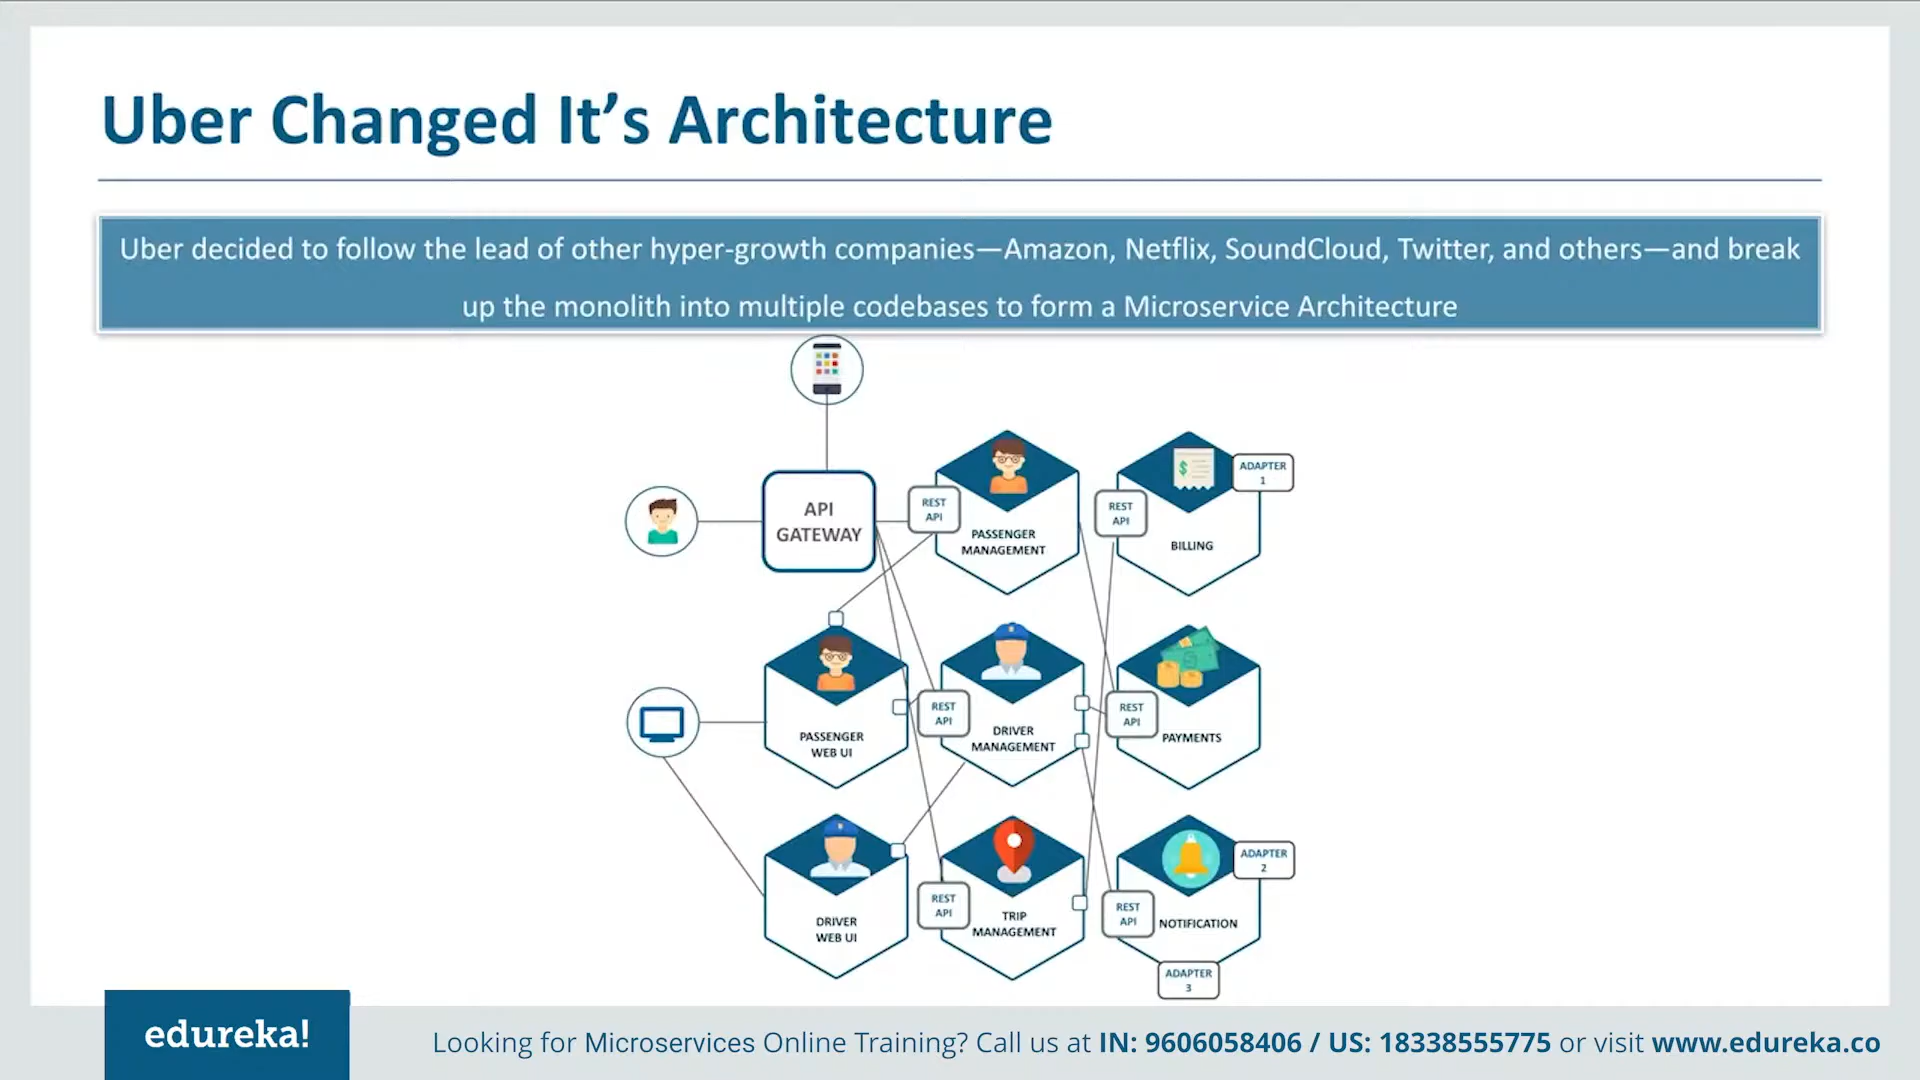 Uber Changed It’s Architecture
Uber decided to follow the lead of other hyper-growth companies—Amazon, Netflix, SoundCloud, Twitter, and others—and break
up the monolith into multiple codebases to form a Microservice Architecture
API
GATEWAY
REST
API
PASSENGER
MANAGEMENT
REST
API
BILLING
ADAPTER
1
PASSENGER
WEB UI
REST
API
DRIVER
MANAGEMENT
REST
API
PAYMENTS
DRIVER
WEB UI
REST
API
TRIP
MANAGEMENT
REST
API
NOTIFICATION
ADAPTER
2
ADAPTER
3
edureka!
Looking for Microservices Online Training? Call us at IN: 9606058406 / US: 18338555775 or visit www.edureka.co